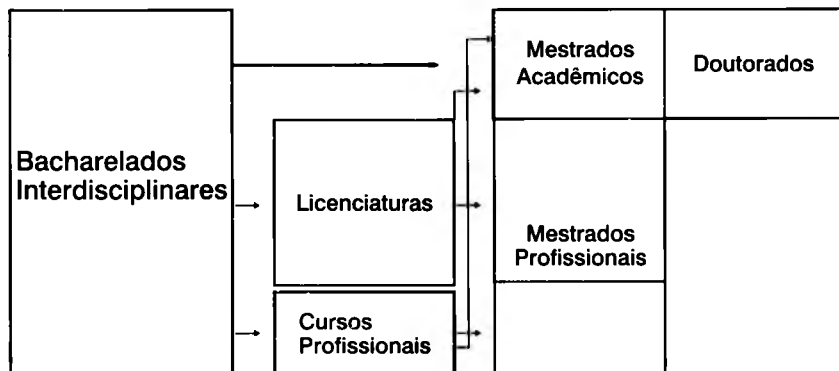 Bacharelados
Interdisciplinares
Licenciaturas
Cursos
Profissionais
Mestrados
Acadêmicos
Doutorados
Mestrados
Profissionais